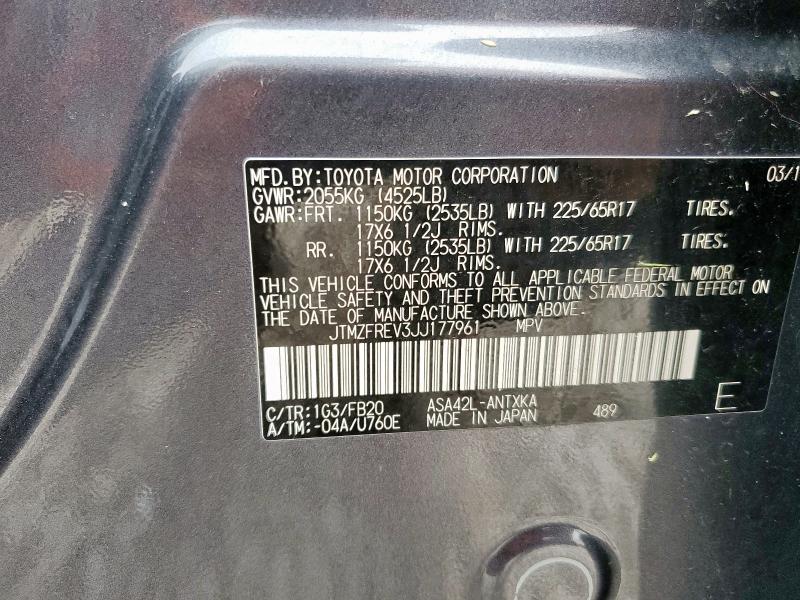 MFD.BY:TOYOTA MOTOR CORPORATION 03/1
GVWR:2055KG (4525LB)
GAWR:FRT. 1150KG (2535LB) WITH 225/65R17 TIRES.
17X6 1/2J RIMS.
RR. 1150KG (2535LB) WITH 225/65R17 TIRES.
17X6 1/2J RIMS.
THIS VEHICLE CONFORMS TO ALL APPLICABLE FEDERAL MOTOR
VEHICLE SAFETY AND THEFT PREVENTION STANDARDS IN EFFECT ON
THE DATE OF MANUFACTURE SHOWN ABOVE.
JTMZFREV3JJ177961 MPV
C/TR:1G3/FB20 ASA42L-ANTXKA 489 E
A/TM:-04A/U760E MADE IN JAPAN